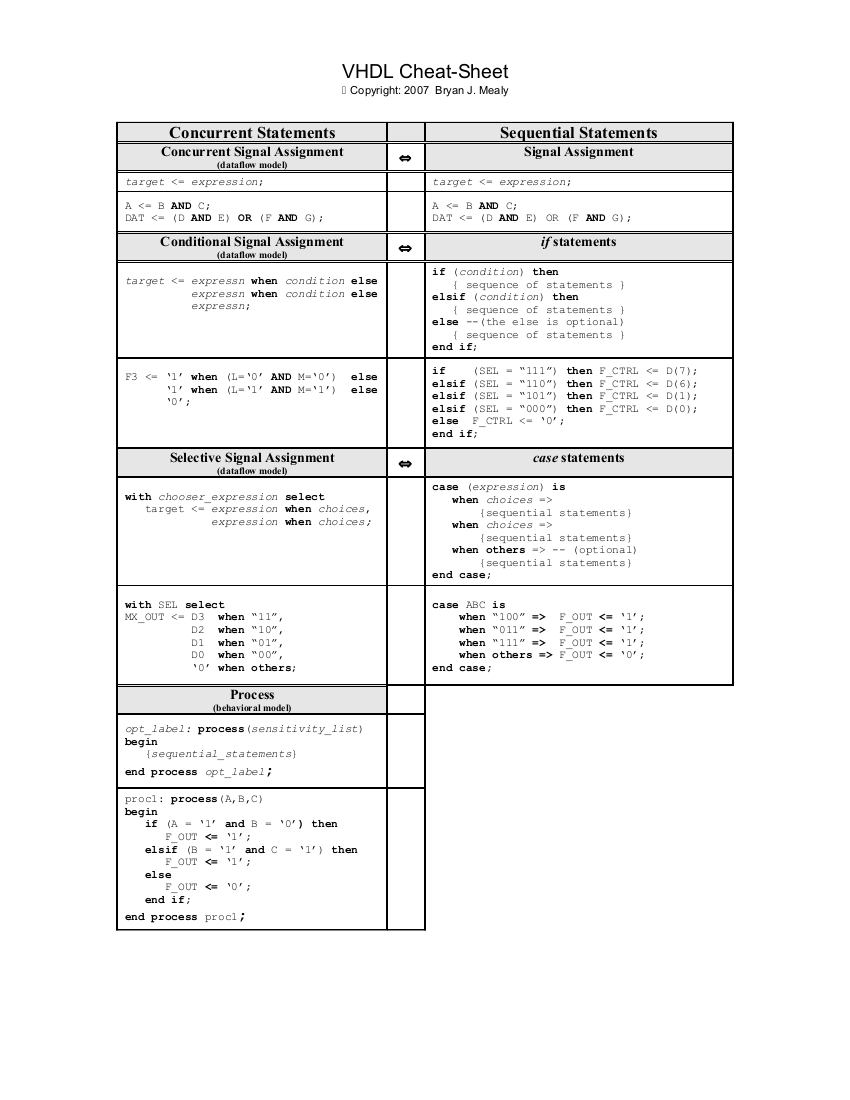 VHDL Cheat-Sheet
▯ Copyright: 2007 Bryan J. Mealy
Concurrent Statements
Sequential Statements
Concurrent Signal Assignment
(dataflow model)
⇔
Signal Assignment
target <= expression;
target <= expression;
A <= B AND C;
DAT <= (D AND E) OR (F AND G);
A <= B AND C;
DAT <= (D AND E) OR (F AND G);
Conditional Signal Assignment
(dataflow model)
⇔
if statements
target <= expressn when condition else
expressn when condition else
expressn;
if (condition) then
{ sequence of statements }
elsif (condition) then
{ sequence of statements }
else --(the else is optional)
{ sequence of statements }
end if;
F3 <= ‘1’ when (L=‘0’ AND M=‘0’) else
‘1’ when (L=‘1’ AND M=‘1’) else
‘0’;
if (SEL = “111”) then F_CTRL <= D(7);
elsif (SEL = “110”) then F_CTRL <= D(6);
elsif (SEL = “101”) then F_CTRL <= D(1);
elsif (SEL = “000”) then F_CTRL <= D(0);
else F_CTRL <= ‘0’;
end if;
Selective Signal Assignment
(dataflow model)
⇔
case statements
with chooser_expression select
target <= expression when choices,
expression when choices;
case (expression) is
when choices =>
{sequential statements}
when choices =>
{sequential statements}
when others => -- (optional)
{sequential statements}
end case;
with SEL select
MX_OUT <= D3 when “11”,
D2 when “10”,
D1 when “01”,
D0 when “00”,
‘0’ when others;
case ABC is
when “100” => F_OUT <= ‘1’;
when “011” => F_OUT <= ‘1’;
when “111” => F_OUT <= ‘1’;
when others => F_OUT <= ‘0’;
end case;
Process
(behavioral model)
opt_label: process(sensitivity_list)
begin
{sequential_statements}
end process opt_label;
proc1: process(A,B,C)
begin
if (A = ‘1’ and B = ‘0’) then
F_OUT <= ‘1’;
elsif (B = ‘1’ and C = ‘1’) then
F_OUT <= ‘1’;
else
F_OUT <= ‘0’;
end if;
end process proc1;